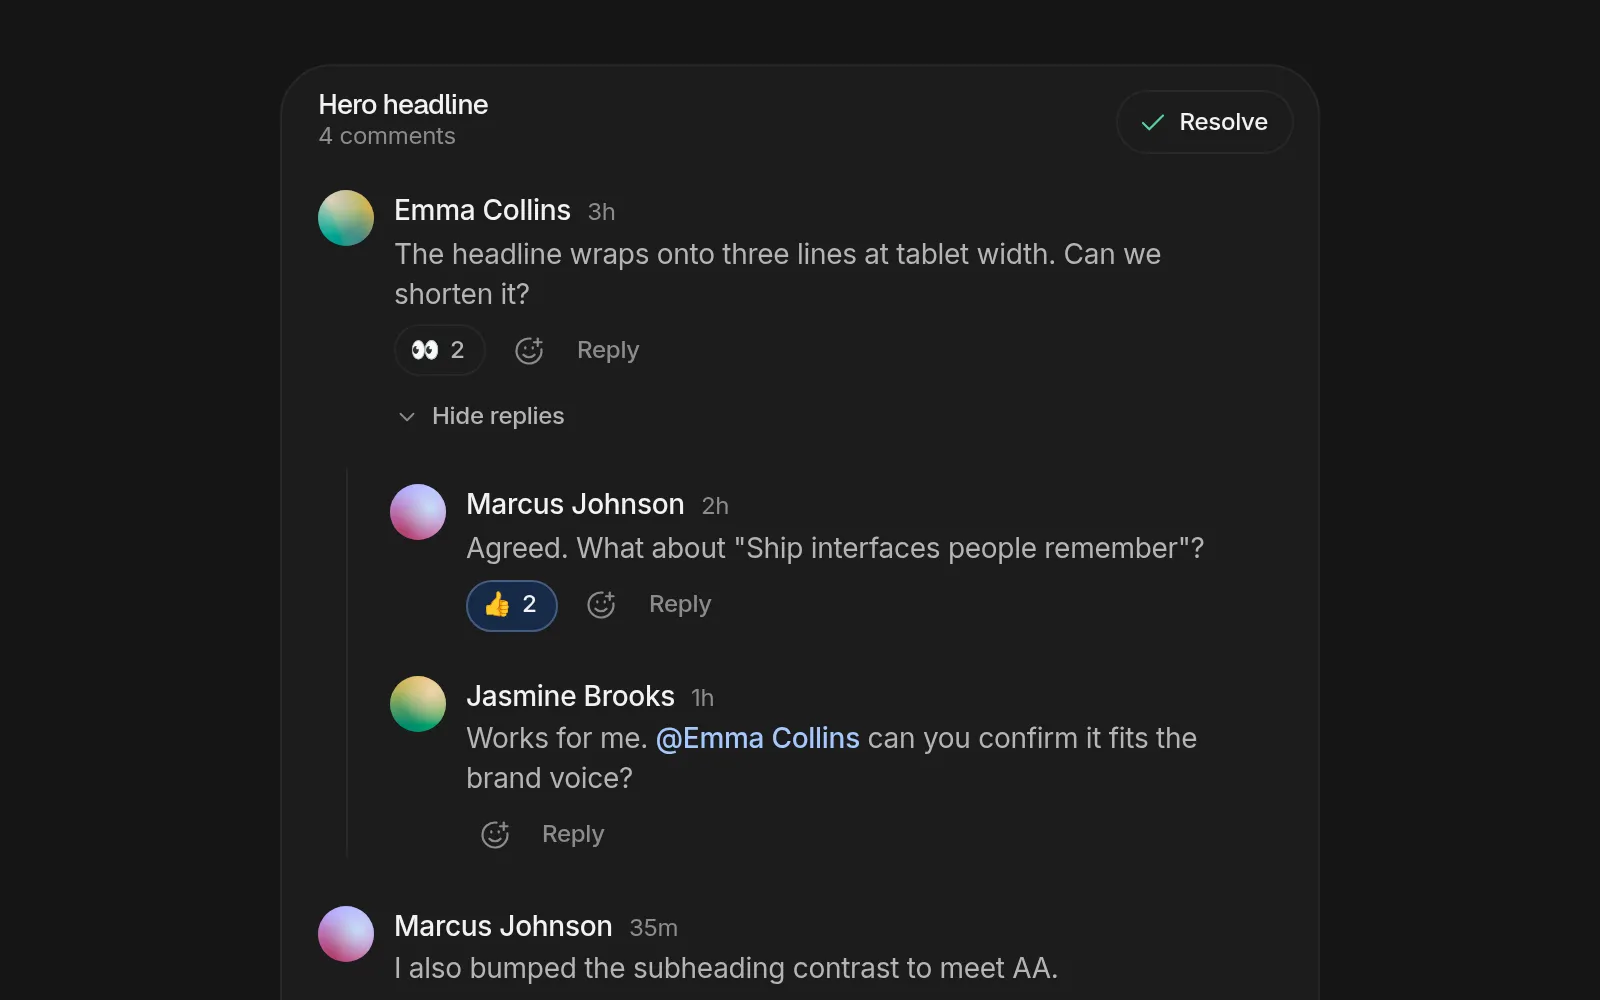 Hero headline
4 comments
Resolve
Emma Collins 3h
The headline wraps onto three lines at tablet width. Can we
shorten it?
👀 2 Reply
Hide replies
Marcus Johnson 2h
Agreed. What about "Ship interfaces people remember"?
👍 2 Reply
Jasmine Brooks 1h
Works for me. @Emma Collins can you confirm it fits the
brand voice?
Reply
Marcus Johnson 35m
I also bumped the subheading contrast to meet AA.